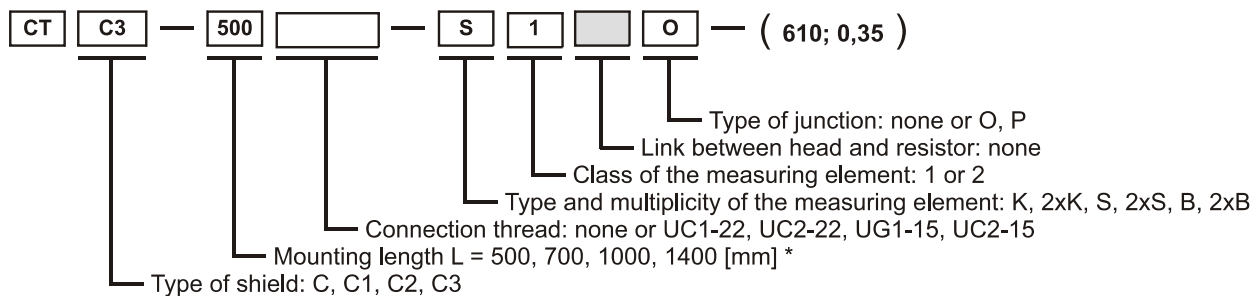 CT C3 — 500 — S 1 O — ( 610; 0,35 )
Type of junction: none or O, P
Link between head and resistor: none
Class of the measuring element: 1 or 2
Type and multiplicity of the measuring element: K, 2xK, S, 2xS, B, 2xB
Connection thread: none or UC1-22, UC2-22, UG1-15, UC2-15
Mounting length L = 500, 700, 1000, 1400 [mm] *
Type of shield: C, C1, C2, C3